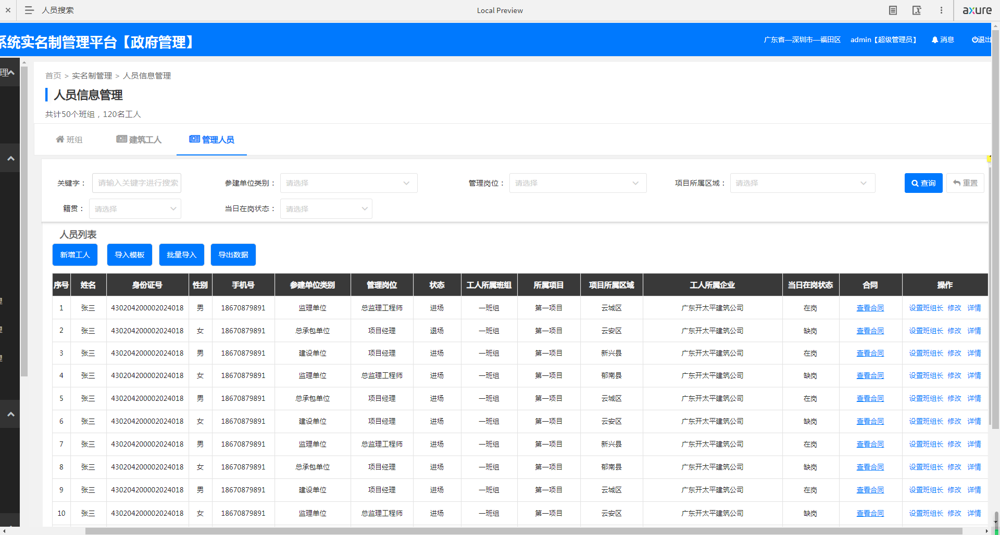 人员搜索
Local Preview
axure
系统实名制管理平台【政府管理】
广东省—深圳市—福田区 admin【超级管理员】 消息 退出
理
首页 > 实名制管理 > 人员信息管理
人员信息管理
共计50个班组，120名工人
班组 建筑工人 管理人员
关键字： 请输入关键字进行搜索 参建单位类别： 请选择 管理岗位： 请选择 项目所属区域： 请选择 查询 重置
籍贯： 请选择 当日在岗状态： 请选择
人员列表
新增工人 导入模板 批量导入 导出数据
序号 姓名 身份证号 性别 手机号 参建单位类别 管理岗位 状态 工人所属班组 所属项目 项目所属区域 工人所属企业 当日在岗状态 合同 操作
1 张三 430204200002024018 男 18670879891 监理单位 总监理工程师 进场 一班组 第一项目 云城区 广东开太平建筑公司 在岗 查看合同 设置班组长 修改 详情
2 张三 430204200002024018 女 18670879891 总承包单位 项目经理 退场 一班组 第一项目 云安区 广东开太平建筑公司 缺岗 查看合同 设置班组长 修改 详情
3 张三 430204200002024018 男 18670879891 建设单位 项目经理 进场 一班组 第一项目 新兴县 广东开太平建筑公司 在岗 查看合同 设置班组长 修改 详情
4 张三 430204200002024018 女 18670879891 监理单位 总监理工程师 进场 一班组 第一项目 郁南县 广东开太平建筑公司 缺岗 查看合同 设置班组长 修改 详情
5 张三 430204200002024018 男 18670879891 总承包单位 项目经理 进场 一班组 第一项目 云城区 广东开太平建筑公司 在岗 查看合同 设置班组长 修改 详情
6 张三 430204200002024018 女 18670879891 建设单位 项目经理 进场 一班组 第一项目 云安区 广东开太平建筑公司 缺岗 查看合同 设置班组长 修改 详情
7 张三 430204200002024018 男 18670879891 监理单位 总监理工程师 进场 一班组 第一项目 新兴县 广东开太平建筑公司 在岗 查看合同 设置班组长 修改 详情
8 张三 430204200002024018 女 18670879891 总承包单位 项目经理 进场 一班组 第一项目 郁南县 广东开太平建筑公司 缺岗 查看合同 设置班组长 修改 详情
9 张三 430204200002024018 男 18670879891 建设单位 项目经理 进场 一班组 第一项目 云城区 广东开太平建筑公司 在岗 查看合同 设置班组长 修改 详情
10 张三 430204200002024018 女 18670879891 监理单位 总监理工程师 进场 一班组 第一项目 云安区 广东开太平建筑公司 缺岗 查看合同 设置班组长 修改 详情